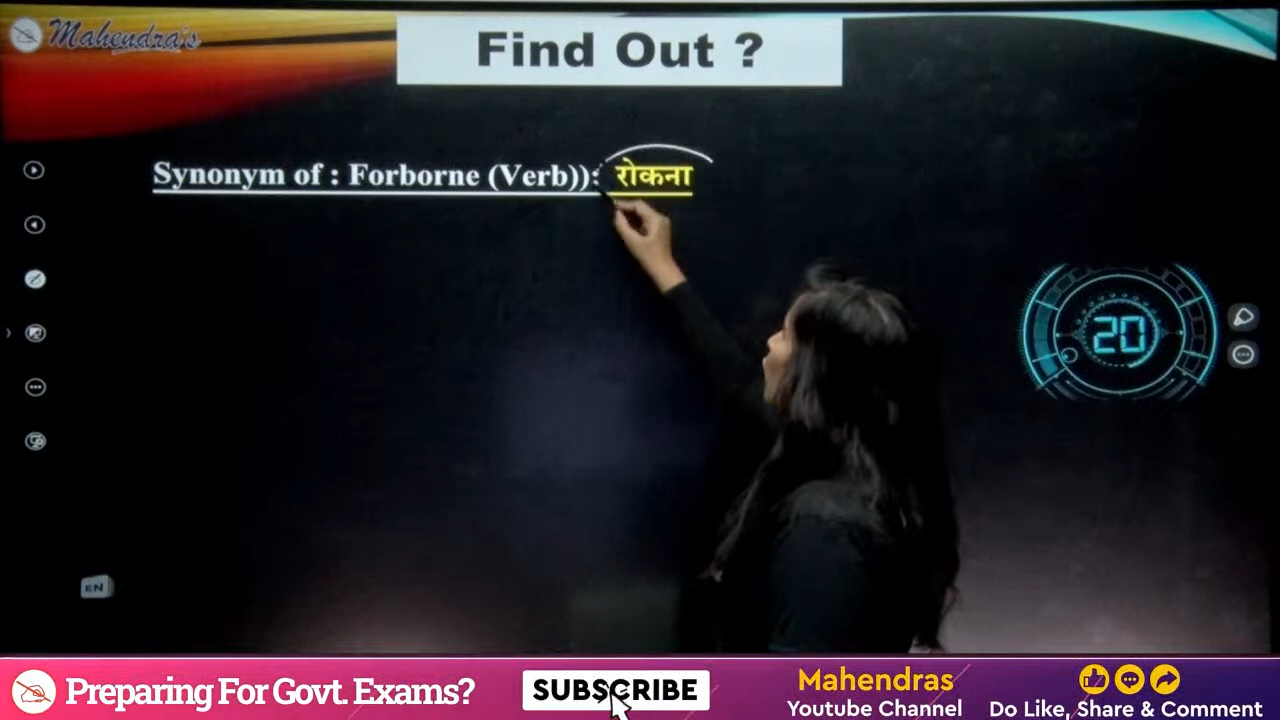 Mahendra's
Find Out ?
Synonym of : Forborne (Verb)): रोकना
20
EN
Preparing For Govt. Exams?
SUBSCRIBE
Mahendras
Youtube Channel
Do Like, Share & Comment